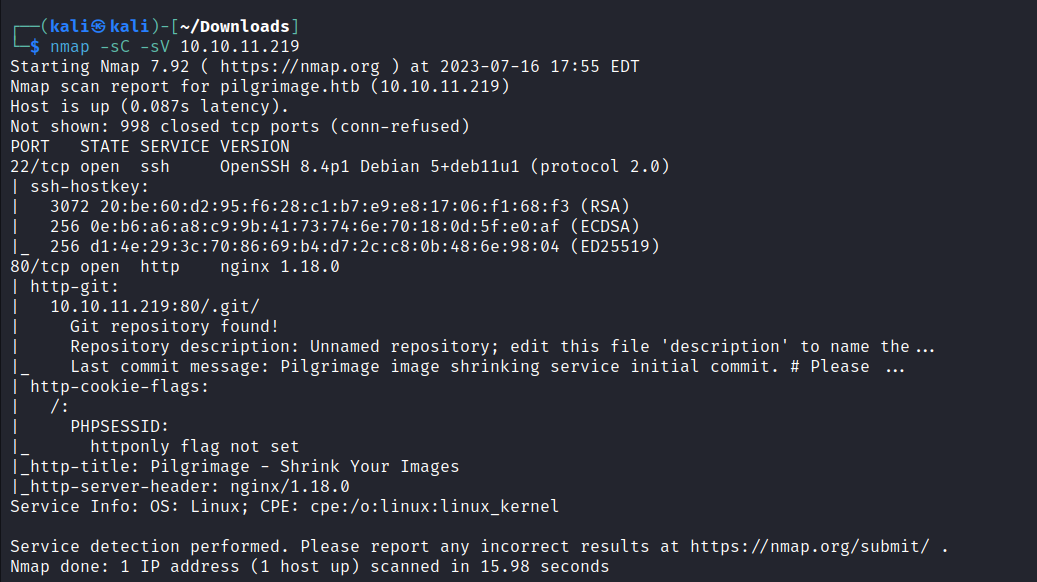 ┌──(kali㉿kali)-[~/Downloads]
└─$ nmap -sC -sV 10.10.11.219
Starting Nmap 7.92 ( https://nmap.org ) at 2023-07-16 17:55 EDT
Nmap scan report for pilgrimage.htb (10.10.11.219)
Host is up (0.087s latency).
Not shown: 998 closed tcp ports (conn-refused)
PORT   STATE SERVICE VERSION
22/tcp open  ssh     OpenSSH 8.4p1 Debian 5+deb11u1 (protocol 2.0)
| ssh-hostkey:
|   3072 20:be:60:d2:95:f6:28:c1:b7:e9:e8:17:06:f1:68:f3 (RSA)
|   256 0e:b6:a6:a8:c9:9b:41:73:74:6e:70:18:0d:5f:e0:af (ECDSA)
|_  256 d1:4e:29:3c:70:86:69:b4:d7:2c:c8:0b:48:6e:98:04 (ED25519)
80/tcp open  http    nginx 1.18.0
| http-git:
|   10.10.11.219:80/.git/
|     Git repository found!
|     Repository description: Unnamed repository; edit this file 'description' to name the...
|_    Last commit message: Pilgrimage image shrinking service initial commit. # Please ...
| http-cookie-flags:
|   /:
|     PHPSESSID:
|_      httponly flag not set
|_http-title: Pilgrimage - Shrink Your Images
|_http-server-header: nginx/1.18.0
Service Info: OS: Linux; CPE: cpe:/o:linux:linux_kernel

Service detection performed. Please report any incorrect results at https://nmap.org/submit/ .
Nmap done: 1 IP address (1 host up) scanned in 15.98 seconds